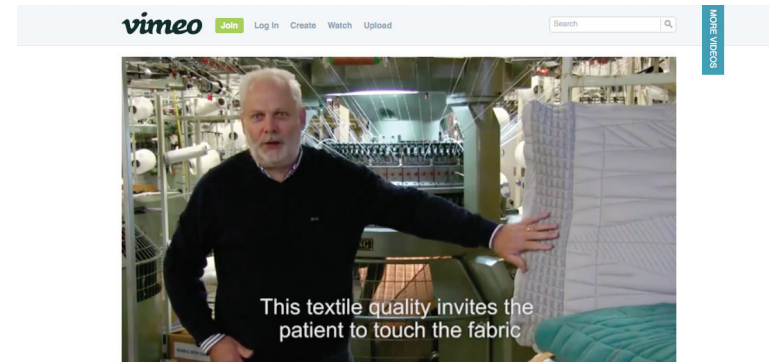 vimeo
Join Log In Create Watch Upload
Search
MORE VIDEOS
This textile quality invites the
patient to touch the fabric